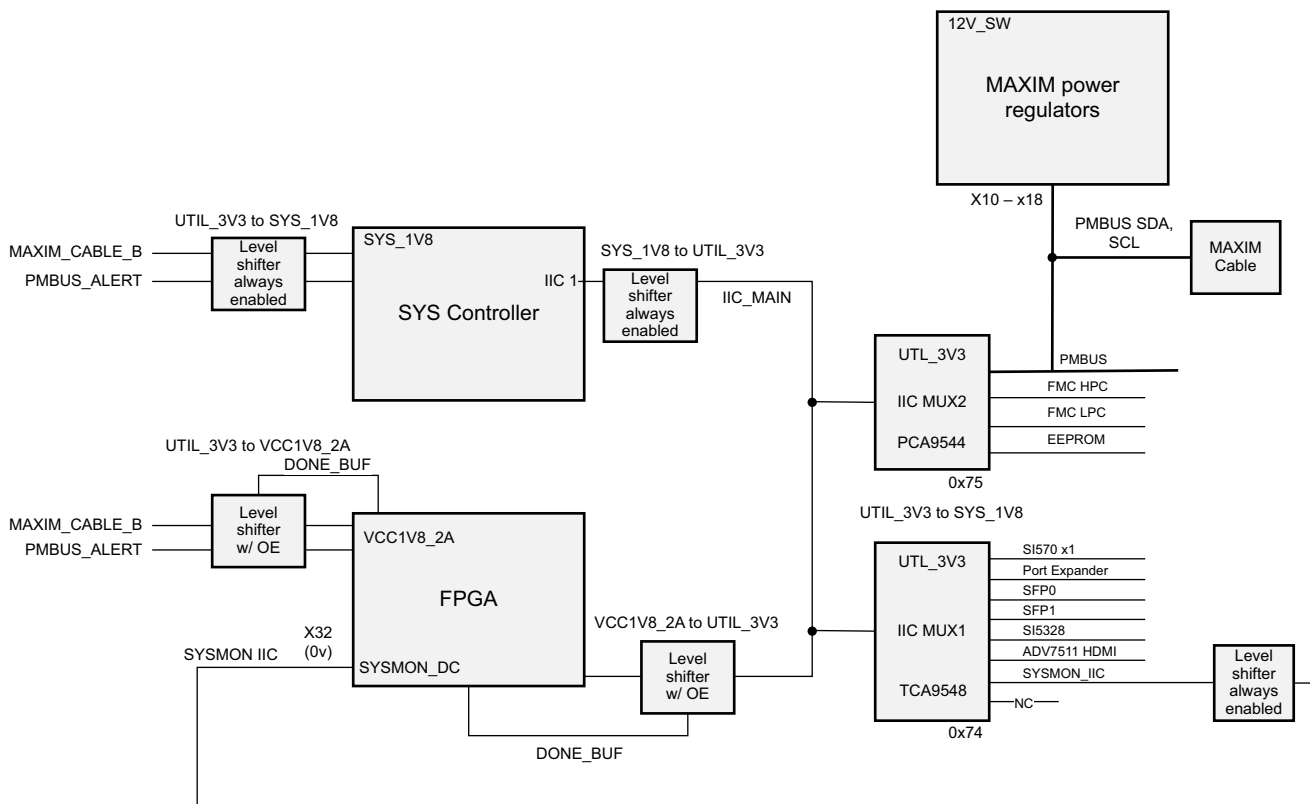 12V_SW
MAXIM power
regulators
X10 – x18
PMBUS SDA,
SCL
MAXIM
Cable
UTIL_3V3 to SYS_1V8
MAXIM_CABLE_B
PMBUS_ALERT
Level
shifter
always
enabled
SYS_1V8
IIC 1
SYS Controller
SYS_1V8 to UTIL_3V3
Level
shifter
always
enabled
IIC_MAIN
UTL_3V3
IIC MUX2
PCA9544
0x75
PMBUS
FMC HPC
FMC LPC
EEPROM
UTIL_3V3 to VCC1V8_2A
DONE_BUF
MAXIM_CABLE_B
PMBUS_ALERT
Level
shifter
w/ OE
VCC1V8_2A
FPGA
SYSMON_DC
X32
(0v)
SYSMON IIC
VCC1V8_2A to UTIL_3V3
Level
shifter
w/ OE
DONE_BUF
UTIL_3V3 to SYS_1V8
UTL_3V3
IIC MUX1
TCA9548
0x74
SI570 x1
Port Expander
SFP0
SFP1
SI5328
ADV7511 HDMI
SYSMON_IIC
NC
Level
shifter
always
enabled